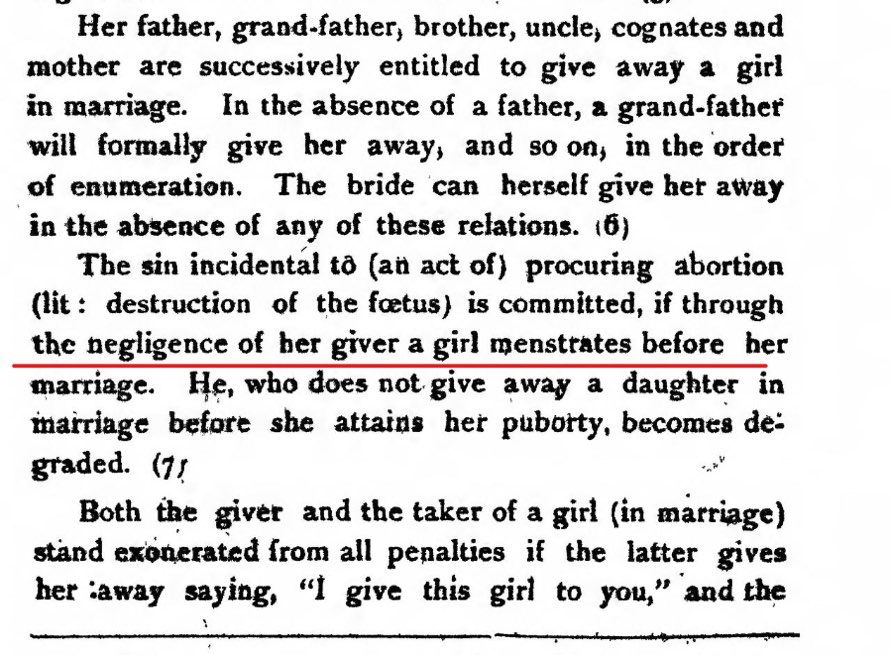 Her father, grand-father, brother, uncle, cognates and
mother are successively entitled to give away a girl
in marriage. In the absence of a father, a grand-father
will formally give her away, and so on, in the order
of enumeration. The bride can herself give her away
in the absence of any of these relations. (6)
The sin incidental to (an act of) procuring abortion
(lit : destruction of the fœtus) is committed, if through
the negligence of her giver a girl menstrates before her
marriage. He, who does not give away a daughter in
marriage before she attains her puborty, becomes de-
graded. (7)
Both the giver and the taker of a girl (in marriage)
stand exonerated from all penalties if the latter gives
her away saying, “I give this girl to you,” and the